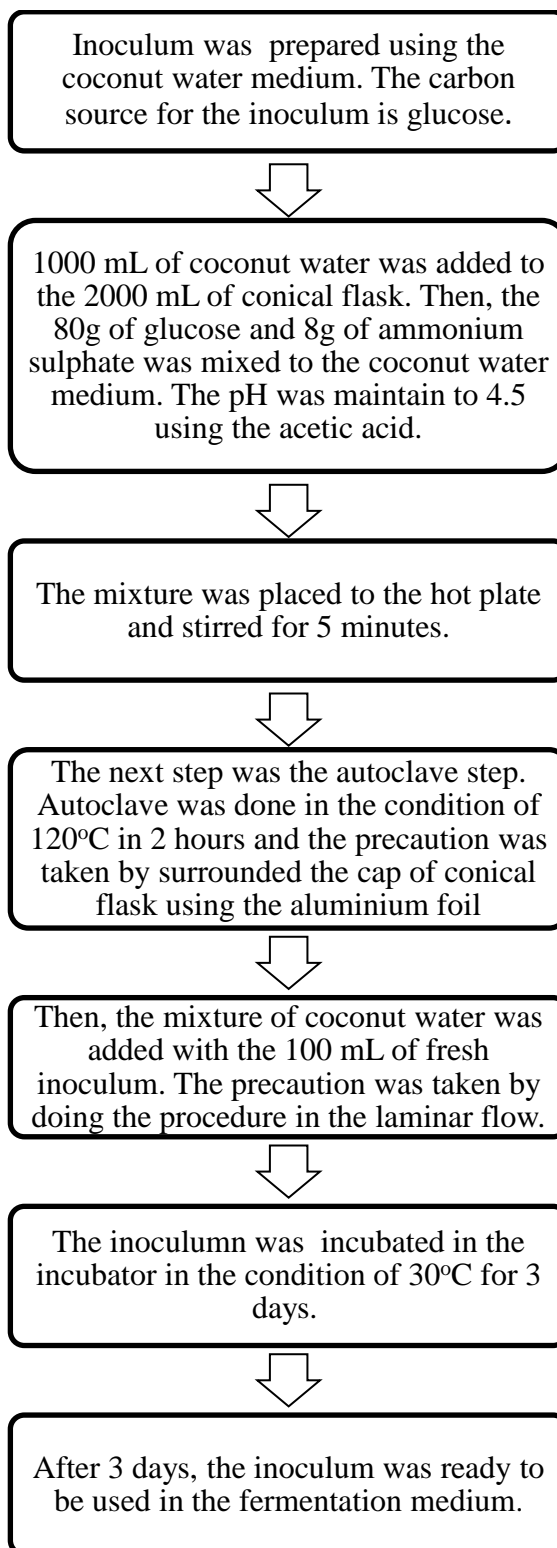 Inoculum was  prepared using the
coconut water medium. The carbon
source for the inoculum is glucose.
1000 mL of coconut water was added to
the 2000 mL of conical flask. Then, the
80g of glucose and 8g of ammonium
sulphate was mixed to the coconut water
medium. The pH was maintain to 4.5
using the acetic acid.
The mixture was placed to the hot plate
and stirred for 5 minutes.
The next step was the autoclave step.
Autoclave was done in the condition of
120°C in 2 hours and the precaution was
taken by surrounded the cap of conical
flask using the aluminium foil
Then, the mixture of coconut water was
added with the 100 mL of fresh
inoculum. The precaution was taken by
doing the procedure in the laminar flow.
The inoculumn was  incubated in the
incubator in the condition of 30°C for 3
days.
After 3 days, the inoculum was ready to
be used in the fermentation medium.